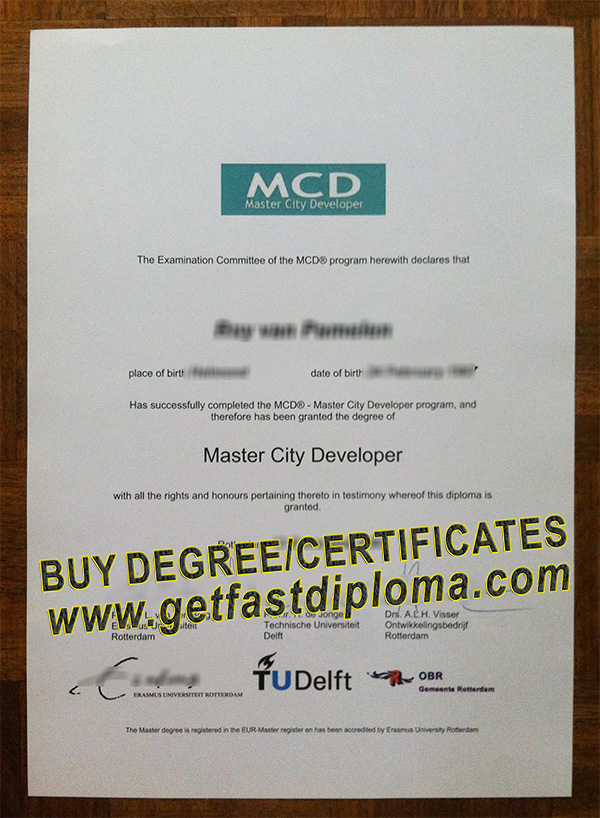 MCD
Master City Developer
The Examination Committee of the MCD® program herewith declares that
place of birth
date of birth
Has successfully completed the MCD® - Master City Developer program, and
therefore has been granted the degree of
Master City Developer
with all the rights and honours pertaining thereto in testimony whereof this diploma is
granted.
BUY DEGREE/CERTIFICATES
www.getfastdiploma.com
Rotterdam
Technische Universiteit
Delft
Drs. A.L.H. Visser
Ontwikkelingsbedrijf
Rotterdam
ERASMUS UNIVERSITEIT ROTTERDAM
TUDelft
OBR
Gemeente Rotterdam
The Master degree is registered in the EUR-Master register en has been accredited by Erasmus University Rotterdam